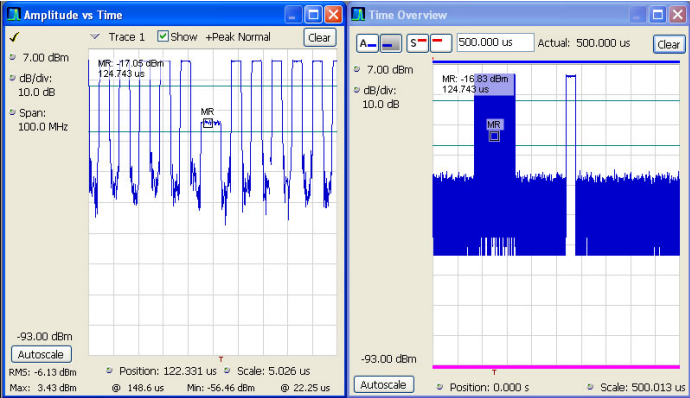 Amplitude vs Time
Trace 1 Show +Peak Normal Clear
7.00 dBm
dB/div:
10.0 dB
Span:
100.0 MHz
MR: -17.05 dBm
124.743 us
MR
-93.00 dBm
Autoscale
T
Position: 122.331 us Scale: 5.026 us
RMS: -6.13 dBm
Max: 3.43 dBm @ 148.6 us Min: -56.46 dBm @ 22.25 us
Time Overview
A S 500.000 us Actual: 500.000 us Clear
7.00 dBm
dB/div:
10.0 dB
MR: -16.83 dBm
124.743 us
MR
-93.00 dBm
T
Autoscale Position: 0.000 s Scale: 500.013 us